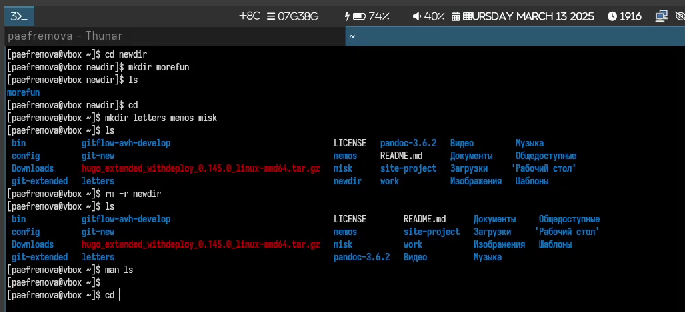 3 >_ +8C 07G38G 74% 40% THURSDAY MARCH 13 2025 1916
paefremova - Thunar ~
[paefremova@vbox ~]$ cd newdir
[paefremova@vbox newdir]$ mkdir morefun
[paefremova@vbox newdir]$ ls
morefun
[paefremova@vbox newdir]$ cd
[paefremova@vbox ~]$ mkdir letters memos misk
[paefremova@vbox ~]$ ls
bin gitflow-avh-develop LICENSE pandoc-3.6.2 Видео Музыка
config git-new memos README.md Документы Общедоступные
Downloads hugo_extended_withdeploy_0.145.0_linux-amd64.tar.gz misk site-project Загрузки 'Рабочий стол'
git-extended letters newdir work Изображения Шаблоны
[paefremova@vbox ~]$ rm -r newdir
[paefremova@vbox ~]$ ls
bin gitflow-avh-develop LICENSE README.md Документы Общедоступные
config git-new memos site-project Загрузки 'Рабочий стол'
Downloads hugo_extended_withdeploy_0.145.0_linux-amd64.tar.gz misk work Изображения Шаблоны
git-extended letters pandoc-3.6.2 Видео Музыка
[paefremova@vbox ~]$ man ls
[paefremova@vbox ~]$
[paefremova@vbox ~]$ cd